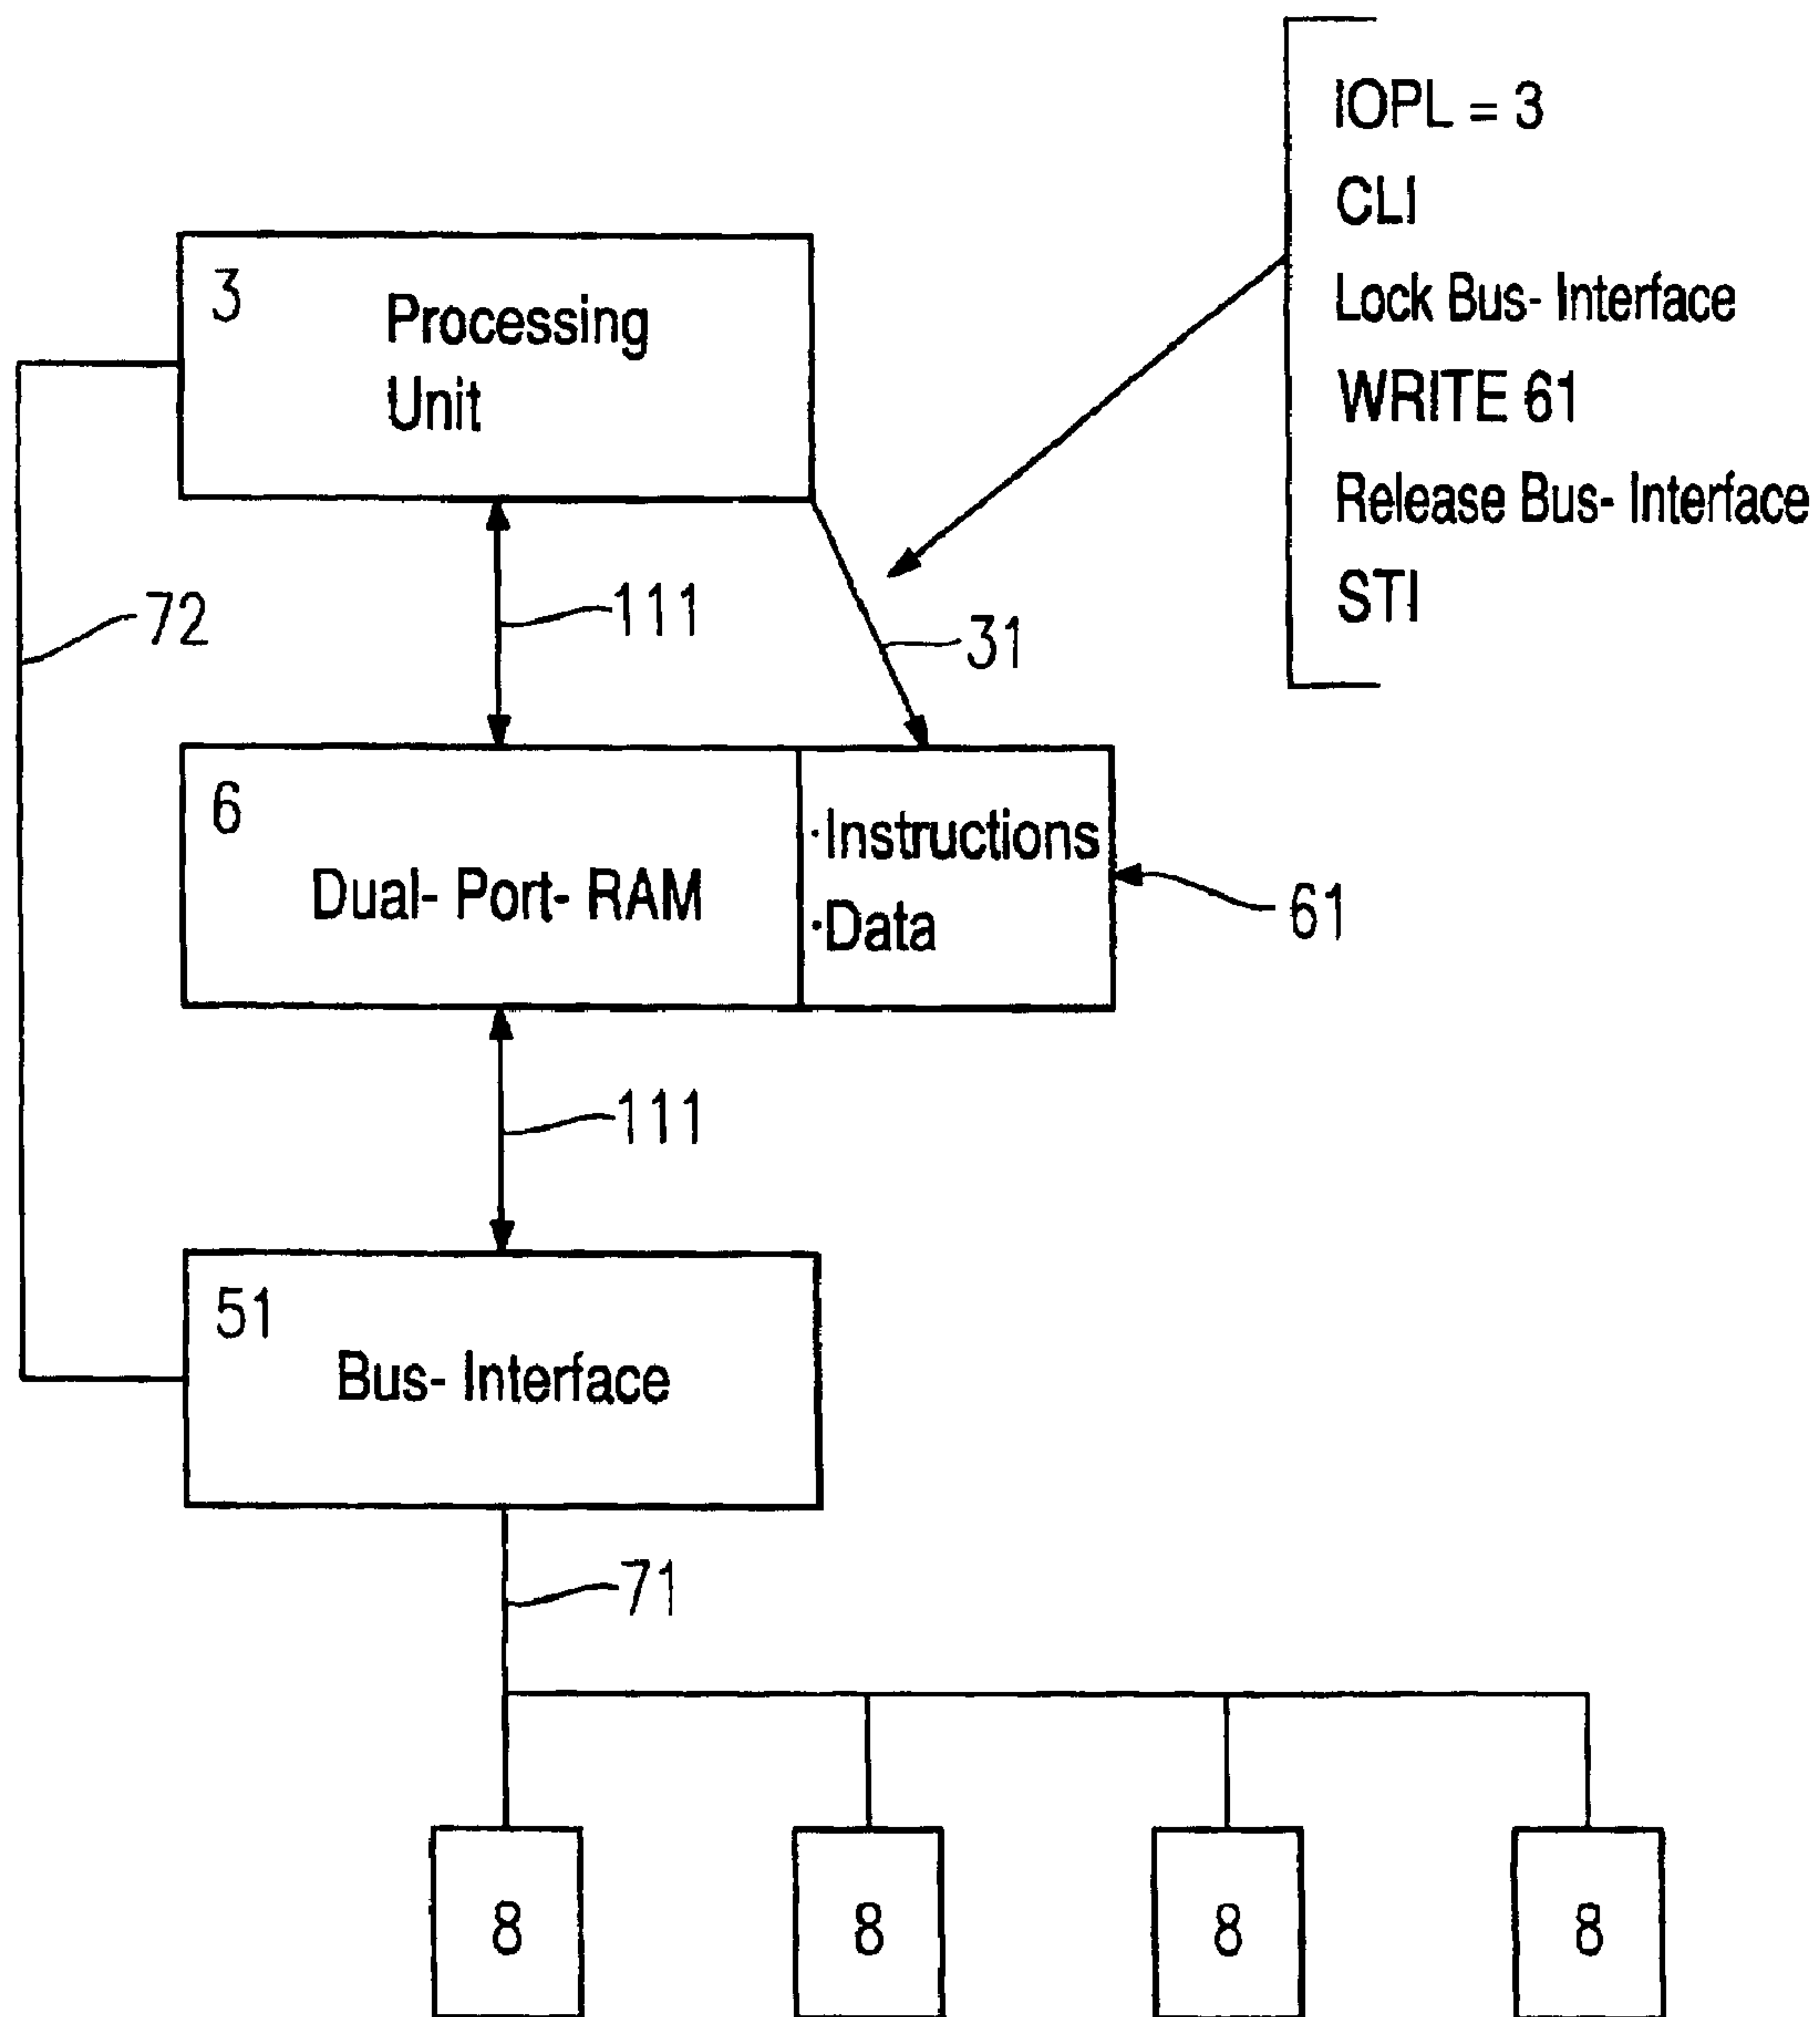 IOPL = 3
CLI
Lock Bus- Interface
WRITE 61
Release Bus- Interface
STI
3
Processing
Unit
72
111
31
6
Dual- Port- RAM
·Instructions
·Data
61
111
51
Bus- Interface
71
8
8
8
8